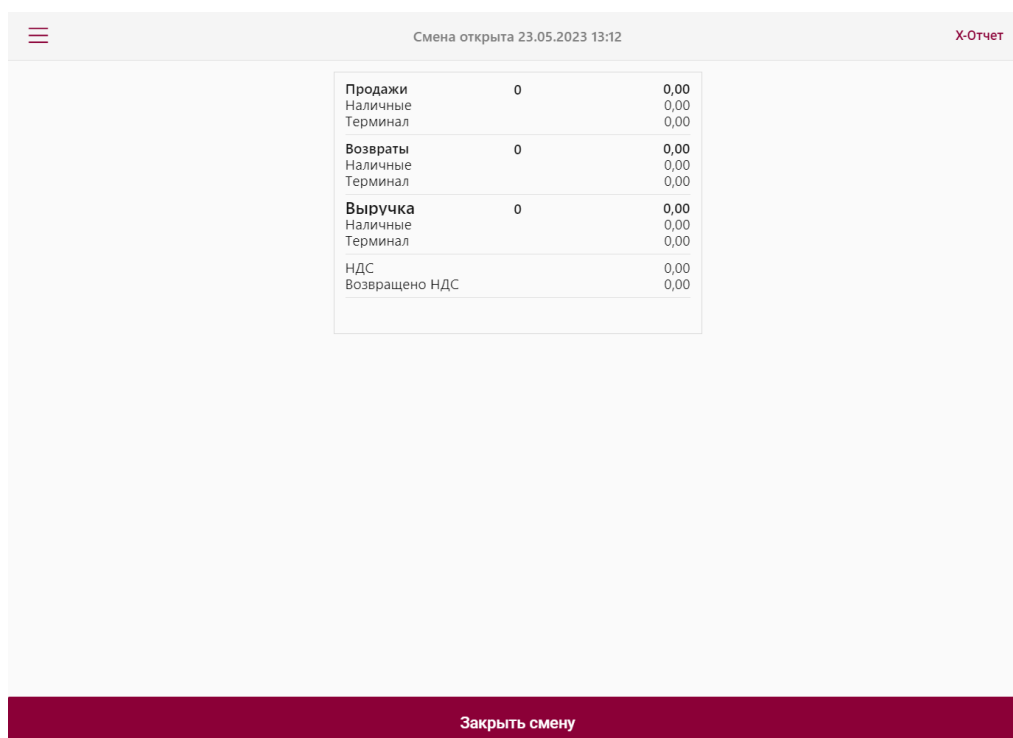 Смена открыта 23.05.2023 13:12 X-Отчет
Продажи 0 0,00
Наличные 0,00
Терминал 0,00
Возвраты 0 0,00
Наличные 0,00
Терминал 0,00
Выручка 0 0,00
Наличные 0,00
Терминал 0,00
НДС 0,00
Возвращено НДС 0,00
Закрыть смену